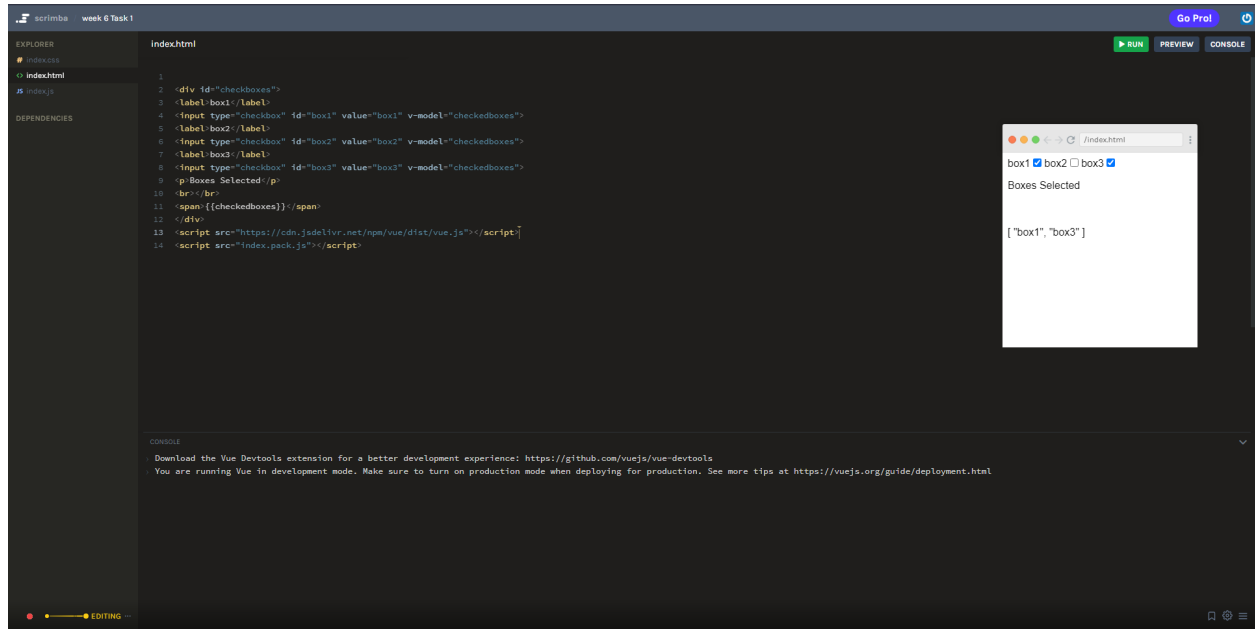 scrimba / week 6 Task 1
Go Pro!
EXPLORER
# index.css
<> index.html
JS index.js
DEPENDENCIES
index.html
RUN PREVIEW CONSOLE
1
2 <div id="checkboxes">
3 <label>box1</label>
4 <input type="checkbox" id="box1" value="box1" v-model="checkedboxes">
5 <label>box2</label>
6 <input type="checkbox" id="box2" value="box2" v-model="checkedboxes">
7 <label>box3</label>
8 <input type="checkbox" id="box3" value="box3" v-model="checkedboxes">
9 <p>Boxes Selected</p>
10 <br></br>
11 <span>{{checkedboxes}}</span>
12 </div>
13 <script src="https://cdn.jsdelivr.net/npm/vue/dist/vue.js"></script>
14 <script src="index.pack.js"></script>
/index.html
box1 box2 box3
Boxes Selected
[ "box1", "box3" ]
CONSOLE
› Download the Vue Devtools extension for a better development experience: https://github.com/vuejs/vue-devtools
› You are running Vue in development mode. Make sure to turn on production mode when deploying for production. See more tips at https://vuejs.org/guide/deployment.html
EDITING